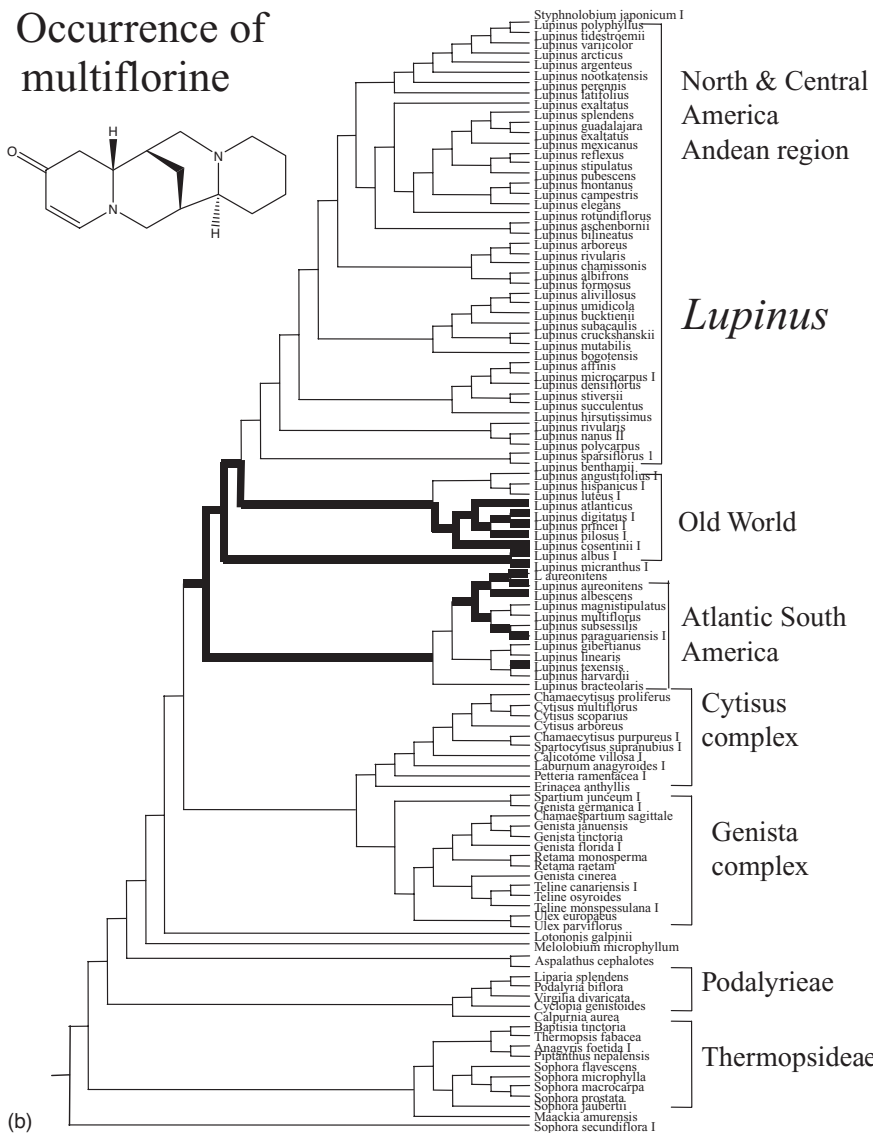 Occurrence of
multiflorine
H
O
N
N
H
Styphnolobium japonicum I
Lupinus polyphyllus
Lupinus tidestroemii
Lupinus varijcolor
Lupinus arcticus
Lupinus argenteus
Lupinus nootkatensis
Lupinus perennis
Lupinus latifolius
Lupinus exaltatus
Lupinus splendens
Lupinus guadalajara
Lupinus exaltatus
Lupinus mexicanus
Lupinus reflexus
Lupinus stipulatus
Lupinus pubescens
Lupinus montanus
Lupinus campestris
Lupinus elegans
Lupinus rotundiflorus
Lupinus aschenbornii
Lupinus bilineatus
Lupinus arboreus
Lupinus rivularis
Lupinus chamissonis
Lupinus albifrons
Lupinus formosus
Lupinus alivillosus
Lupinus umidicola
Lupinus bucktienii
Lupinus subacaulis
Lupinus cruckshanskii
Lupinus mutabilis
Lupinus bogotensis
Lupinus affinis
Lupinus microcarpus I
Lupinus densiflorus
Lupinus stiversii
Lupinus succulentus
Lupinus hirsutissimus
Lupinus rivularis
Lupinus nanus II
Lupinus polycarpus
Lupinus sparsiflorus 1
Lupinus benthamii
Lupinus angustifolius I
Lupinus hispanicus I
Lupinus luteus I
Lupinus atlanticus
Lupinus digitatus I
Lupinus princei I
Lupinus pilosus I
Lupinus cosentinii I
Lupinus albus I
Lupinus micranthus I
L aureonitens
Lupinus aureonitens
Lupinus albescens
Lupinus magnistipulatus
Lupinus multiflorus
Lupinus subsessilis
Lupinus paraguariensis I
Lupinus gibertianus
Lupinus linearis
Lupinus texensis
Lupinus harvardii
Lupinus bracteolaris
Chamaecytisus proliferus
Cytisus multiflorus
Cytisus scoparius
Cytisus arboreus
Chamaecytisus purpureus I
Spartocytisus supranubius I
Calicotome villosa I
Laburnum anagyroides I
Petteria ramentacea I
Erinacea anthyllis
Spartium junceum I
Genista germanica I
Chamaespartium sagittale
Genista januensis
Genista tinctoria
Genista florida I
Retama monosperma
Retama raetam
Genista cinerea
Teline canariensis I
Teline osyroides
Teline monspessulana I
Ulex europaeus
Ulex parviflorus
Lotononis galpinii
Melolobium microphyllum
Aspalathus cephalotes
Liparia splendens
Podalyria biflora
Virgilia divaricata
Cyclopia genistoides
Calpurnia aurea
Baptisia tinctoria
Thermopsis fabacea
Anagyris foetida I
Piptanthus nepalensis
Sophora flavescens
Sophora microphylla
Sophora macrocarpa
Sophora prostata
Sophora jaubertii
Maackia amurensis
Sophora secundiflora I
North & Central
America
Andean region
Lupinus
Old World
Atlantic South
America
Cytisus
complex
Genista
complex
Podalyrieae
Thermopsideae
(b)